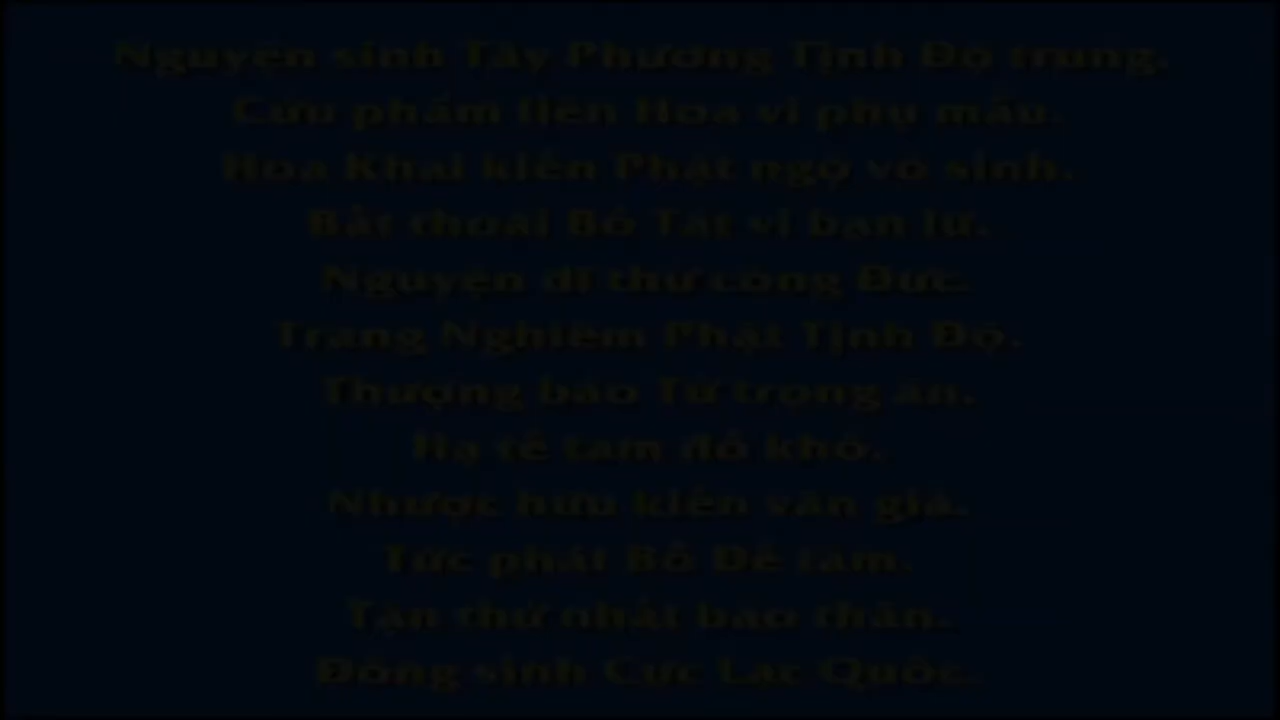 Nguyện sinh Tây Phương Tịnh Độ trung.
Cửu phẩm liên Hoa vi phụ mẫu.
Hoa Khai kiến Phật ngộ vô sinh.
Bất thoái Bồ Tát vi bạn lữ.
Nguyện dĩ thử công Đức.
Trang Nghiêm Phật Tịnh Độ.
Thượng báo Tứ trọng ân.
Hạ tế tam đồ khổ.
Nhược hữu kiến văn giả.
Tức phát Bồ Đề tâm.
Tận thử nhất báo thân.
Đồng sinh Cực Lạc Quốc.